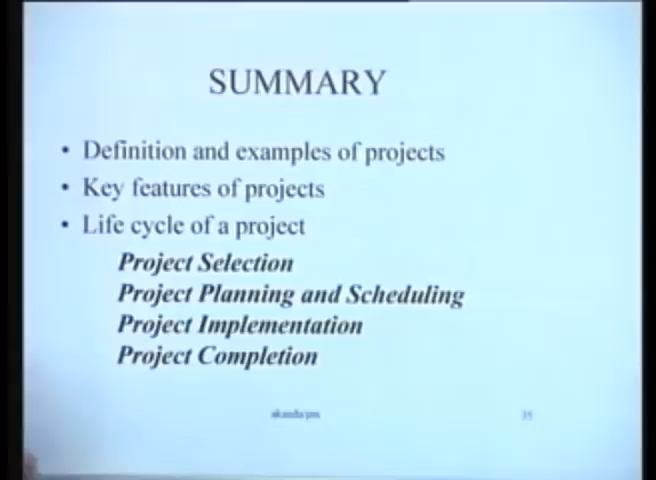 SUMMARY
• Definition and examples of projects
• Key features of projects
• Life cycle of a project
Project Selection
Project Planning and Scheduling
Project Implementation
Project Completion